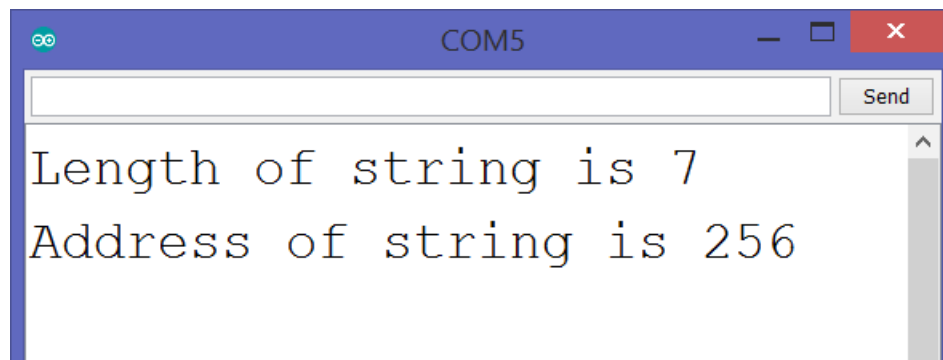 COM5
Send
Length of string is 7
Address of string is 256